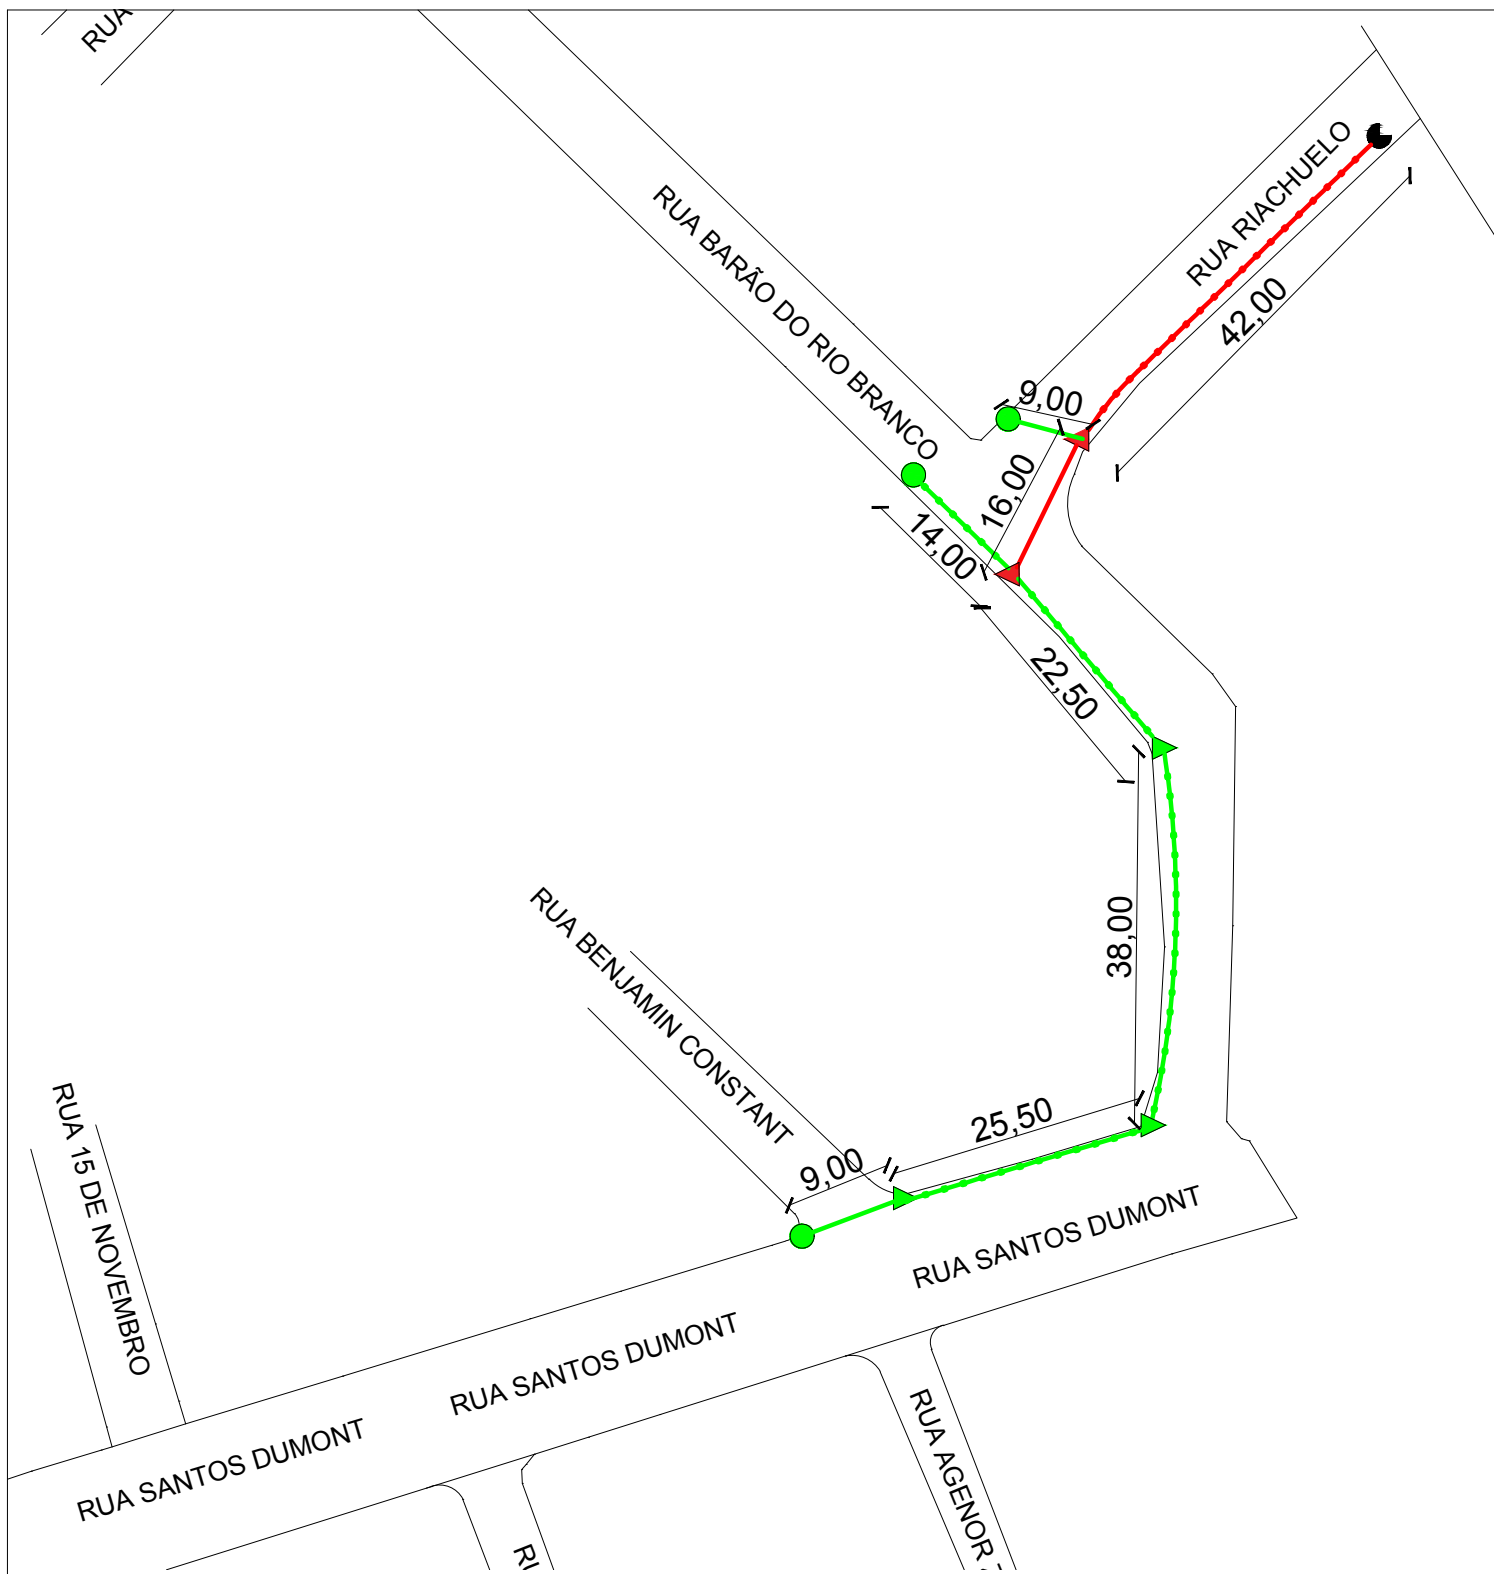 RUA
RUA RIACHUELO
RUA BARÃO DO RIO BRANCO
42,00
9,00
16,00
14,00
22,50
38,00
RUA BENJAMIN CONSTANT
25,50
9,00
RUA 15 DE NOVEMBRO
RUA SANTOS DUMONT
RUA SANTOS DUMONT
RUA SANTOS DUMONT
RUA AGENOR